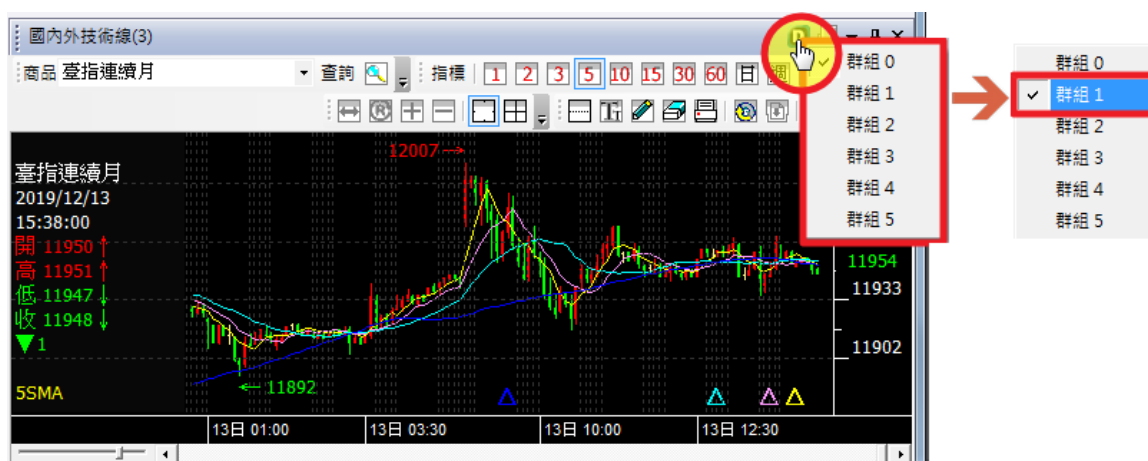 國內外技術線(3)
商品 臺指連續月 查詢 指標 1 2 3 5 10 15 30 60 日 週
群組 0
群組 1
群組 2
群組 3
群組 4
群組 5
群組 0
群組 1
群組 2
群組 3
群組 4
群組 5
臺指連續月
2019/12/13
15:38:00
開 11950↑
高 11951↑
低 11947↓
收 11948↓
▼1
5SMA
12007
11892
11954
11933
11902
13日 01:00 13日 03:30 13日 10:00 13日 12:30